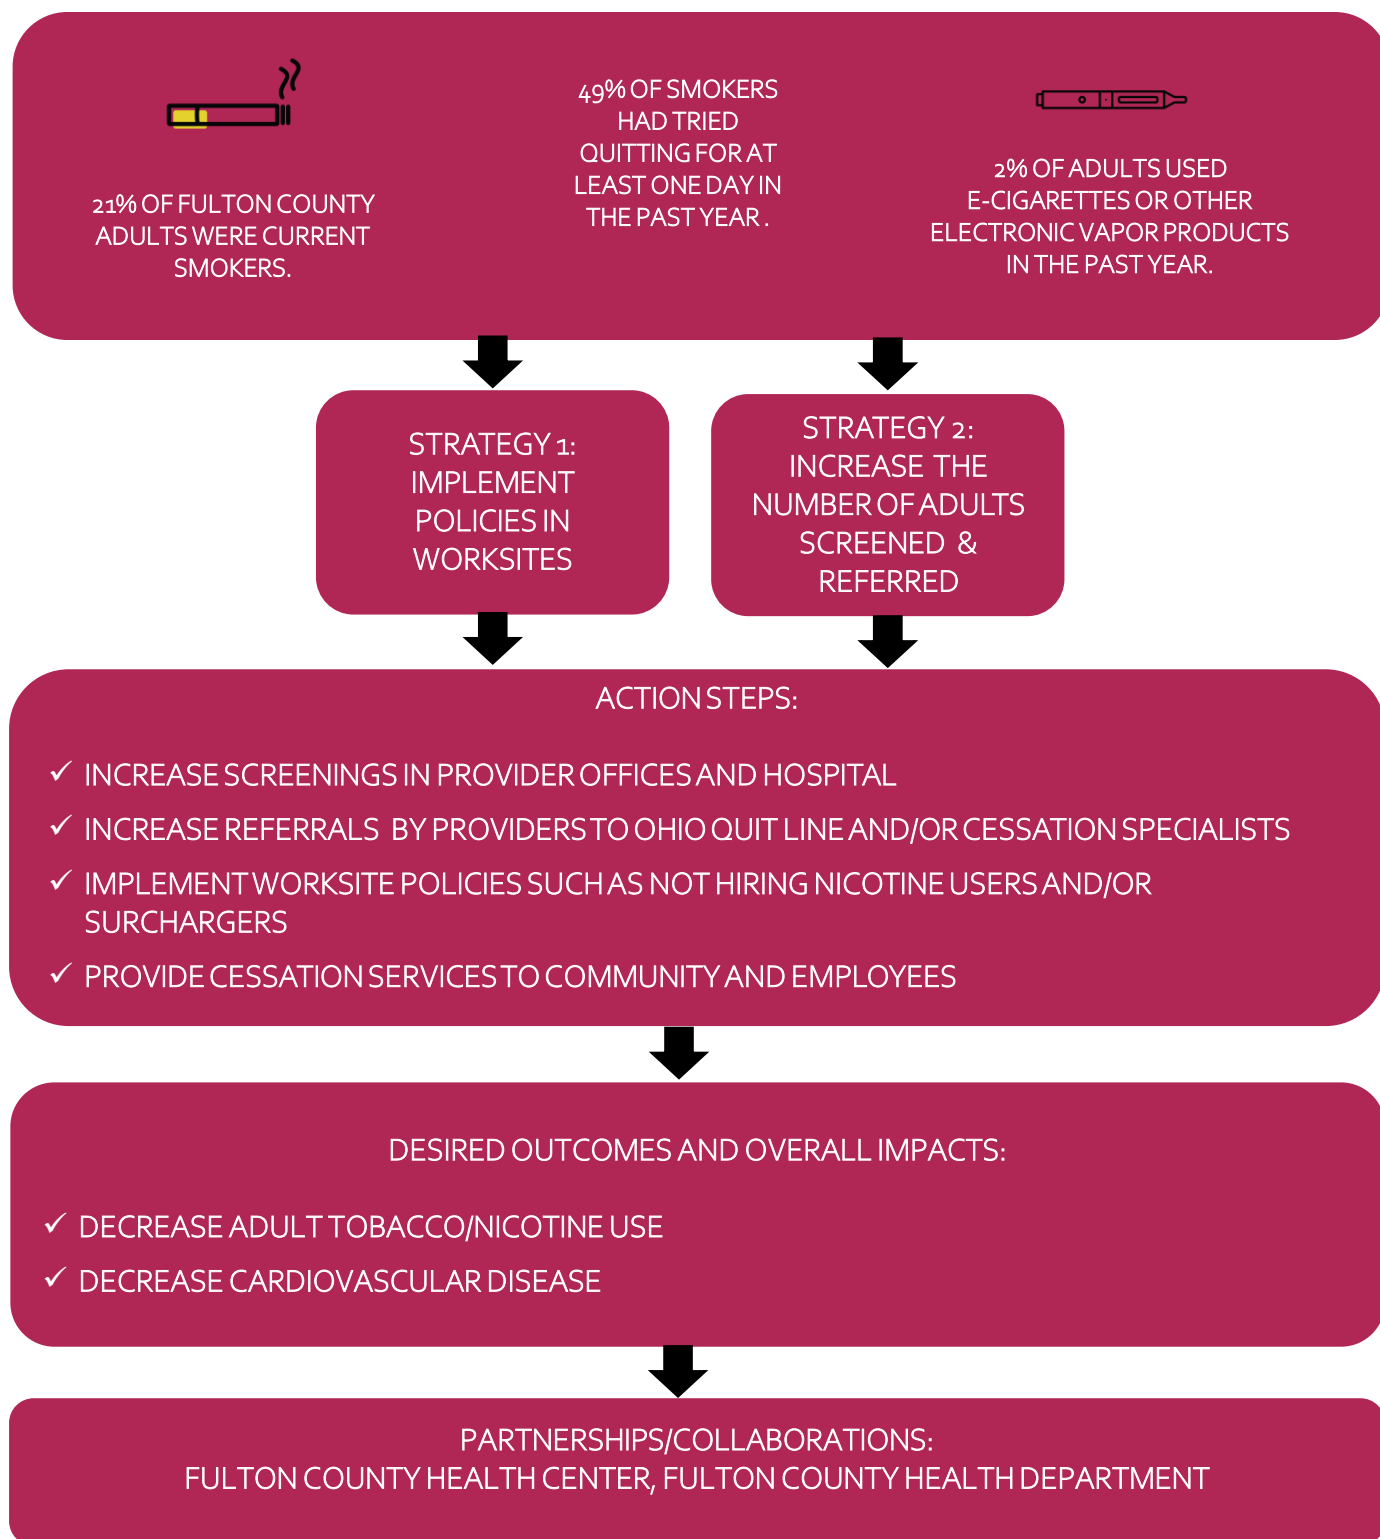 21% OF FULTON COUNTY
ADULTS WERE CURRENT
SMOKERS.
49% OF SMOKERS
HAD TRIED
QUITTING FOR AT
LEAST ONE DAY IN
THE PAST YEAR .
2% OF ADULTS USED
E-CIGARETTES OR OTHER
ELECTRONIC VAPOR PRODUCTS
IN THE PAST YEAR.
STRATEGY 1:
IMPLEMENT
POLICIES IN
WORKSITES
STRATEGY 2:
INCREASE THE
NUMBER OF ADULTS
SCREENED &
REFERRED
ACTION STEPS:
✓ INCREASE SCREENINGS IN PROVIDER OFFICES AND HOSPITAL
✓ INCREASE REFERRALS BY PROVIDERS TO OHIO QUIT LINE AND/OR CESSATION SPECIALISTS
✓ IMPLEMENT WORKSITE POLICIES SUCH AS NOT HIRING NICOTINE USERS AND/OR
SURCHARGERS
✓ PROVIDE CESSATION SERVICES TO COMMUNITY AND EMPLOYEES
DESIRED OUTCOMES AND OVERALL IMPACTS:
✓ DECREASE ADULT TOBACCO/NICOTINE USE
✓ DECREASE CARDIOVASCULAR DISEASE
PARTNERSHIPS/COLLABORATIONS:
FULTON COUNTY HEALTH CENTER, FULTON COUNTY HEALTH DEPARTMENT